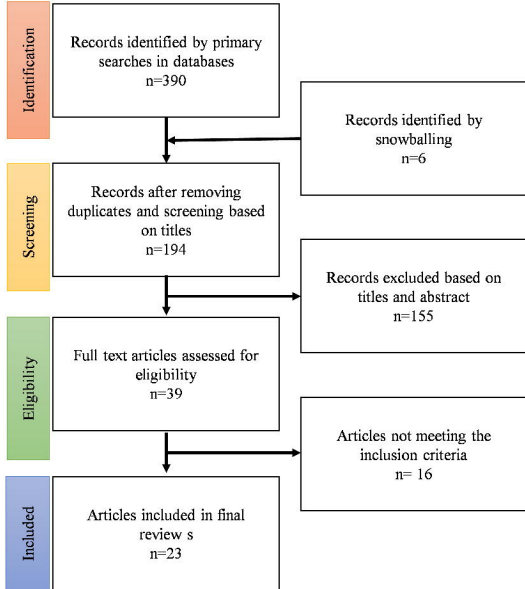 Identification
Records identified by primary
searches in databases
n=390
Records identified by
snowballing
n=6
Screening
Records after removing
duplicates and screening based
on titles
n=194
Records excluded based on
titles and abstract
n=155
Eligibility
Full text articles assessed for
eligibility
n=39
Articles not meeting the
inclusion criteria
n= 16
Included
Articles included in final
review s
n=23